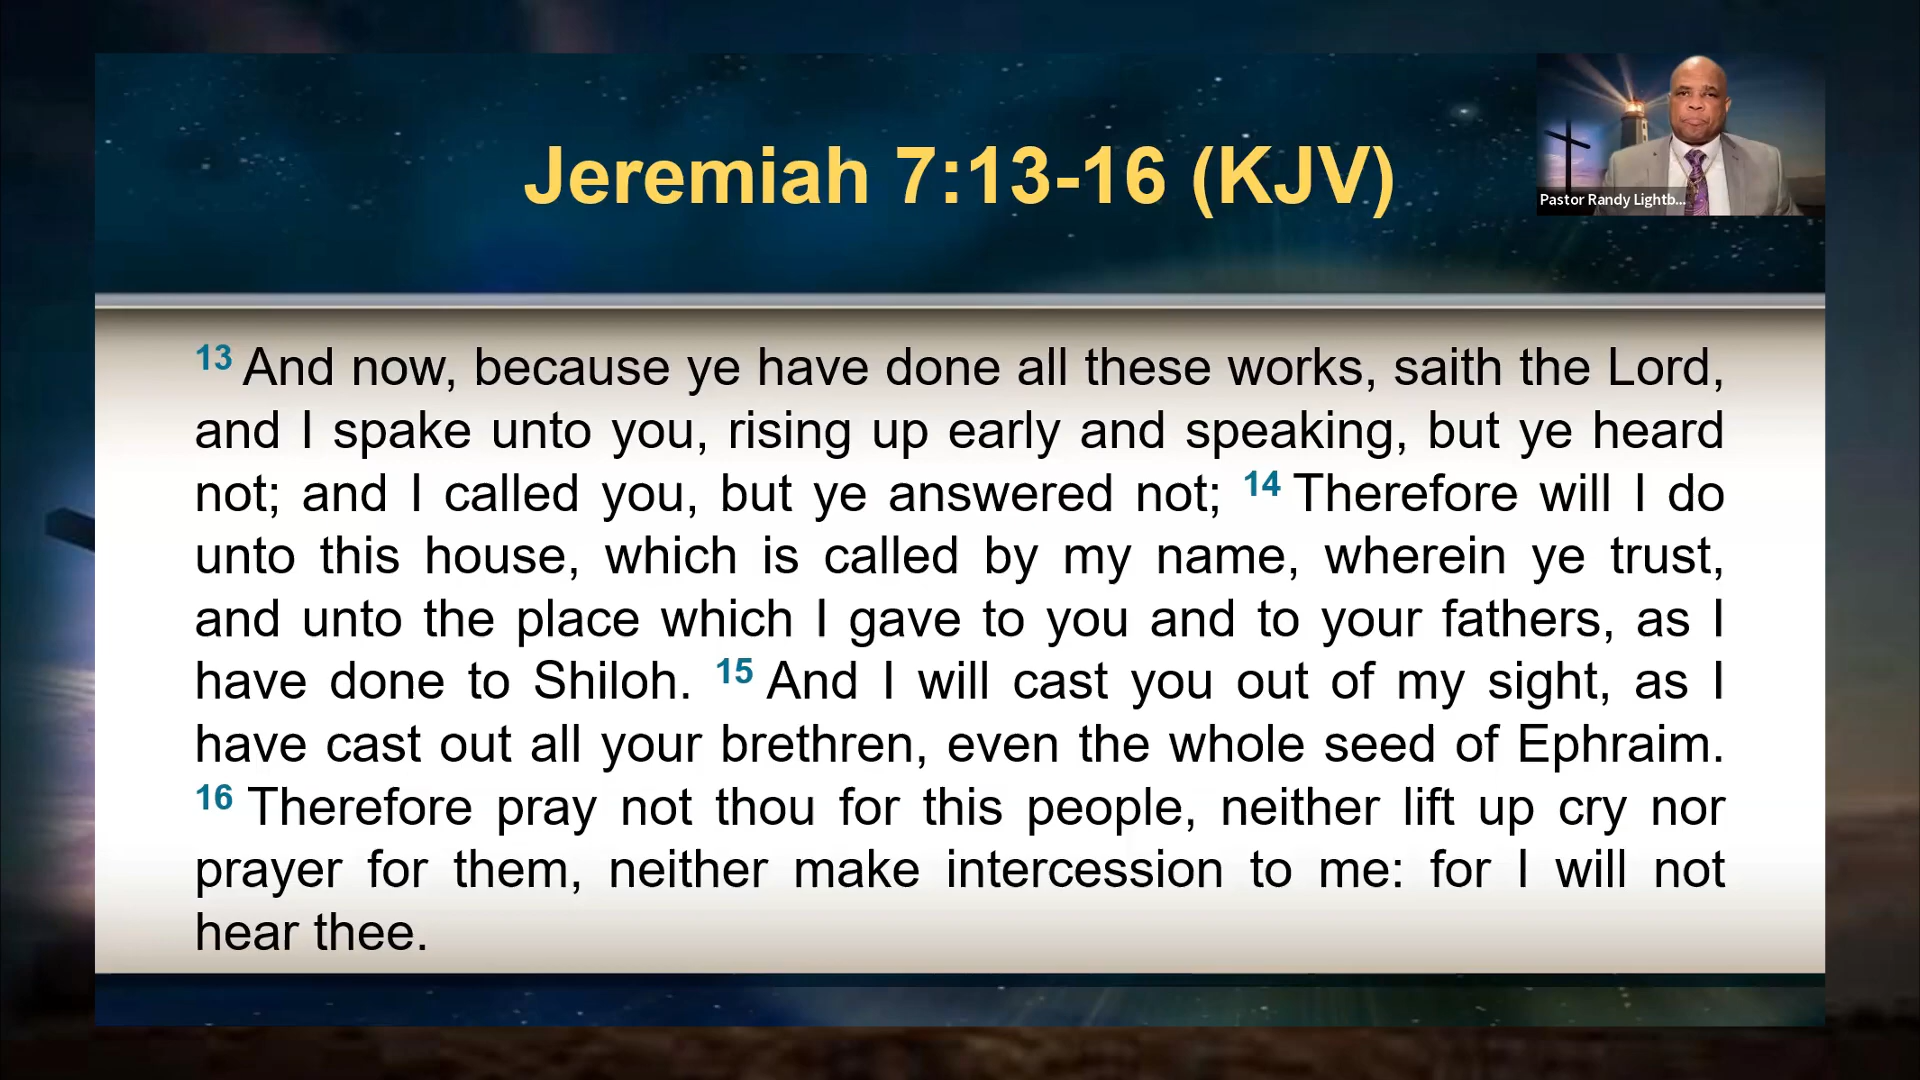 Jeremiah 7:13-16 (KJV)
Pastor Randy Lightb...
13 And now, because ye have done all these works, saith the Lord,
and I spake unto you, rising up early and speaking, but ye heard
not; and I called you, but ye answered not; 14 Therefore will I do
unto this house, which is called by my name, wherein ye trust,
and unto the place which I gave to you and to your fathers, as I
have done to Shiloh. 15 And I will cast you out of my sight, as I
have cast out all your brethren, even the whole seed of Ephraim.
16 Therefore pray not thou for this people, neither lift up cry nor
prayer for them, neither make intercession to me: for I will not
hear thee.